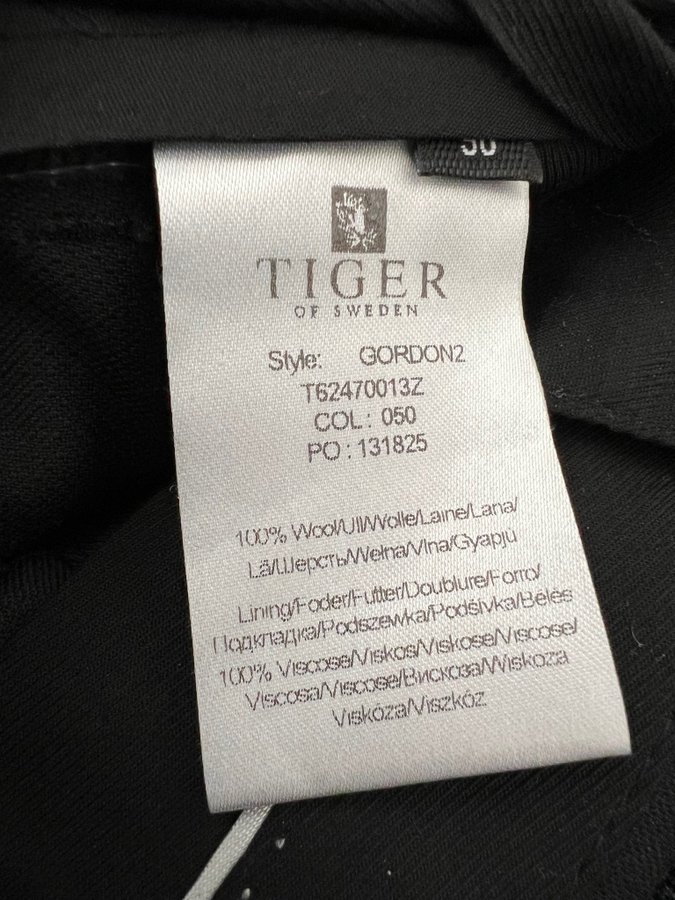 TIGER
OF SWEDEN
Style: GORDON2
T62470013Z
COL: 050
PO: 131825
100% Wool/Ull/Wolle/Laine/Lana/
Lã/Шерсть/Wełna/Vlna/Gyapjú
Lining/Foder/Futter/Doublure/Forro/
Подкладка/Podszewka/Podšívka/Bélés
100% Viscose/Viskos/Viskose/Viscose/
Viscosa/Viscose/Вискоза/Wiskoza
Viskóza/Viszkóz